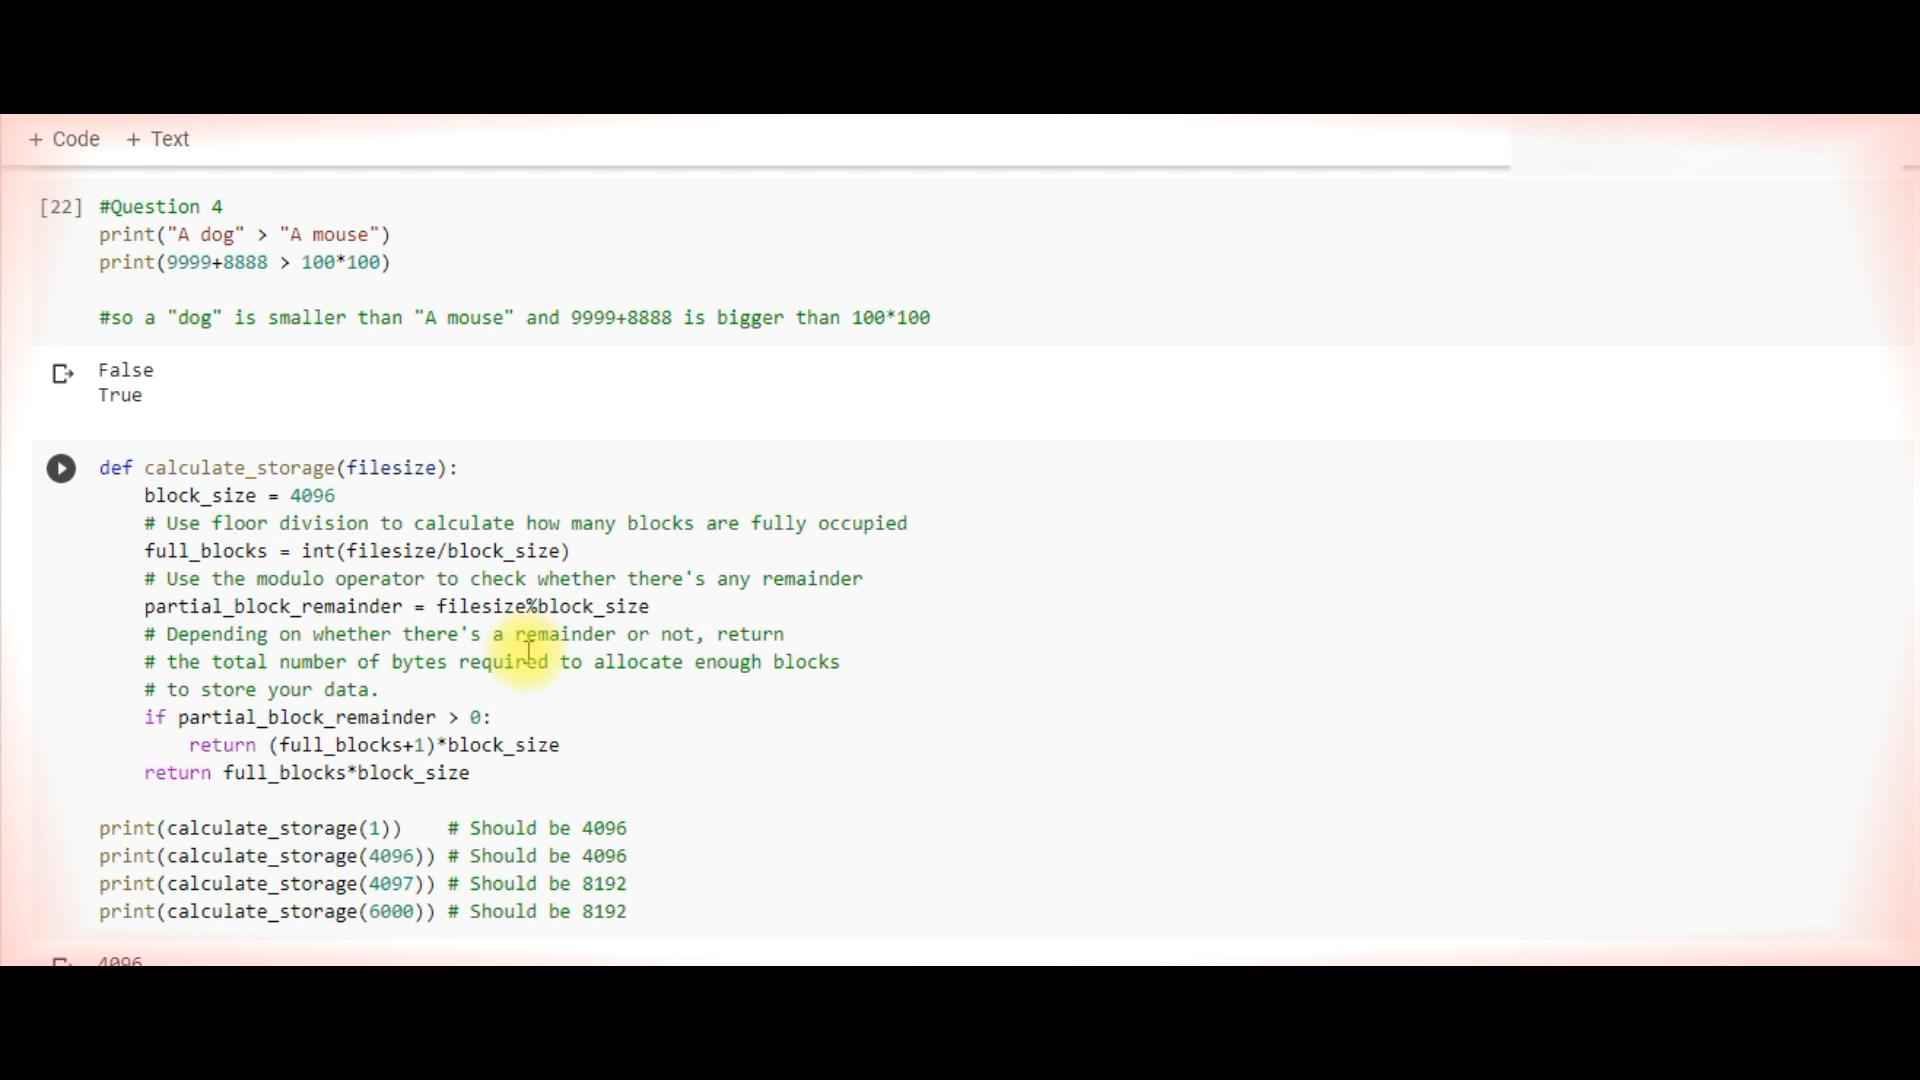 + Code + Text
[22] #Question 4
print("A dog" > "A mouse")
print(9999+8888 > 100*100)
#so a "dog" is smaller than "A mouse" and 9999+8888 is bigger than 100*100
False
True
def calculate_storage(filesize):
block_size = 4096
# Use floor division to calculate how many blocks are fully occupied
full_blocks = int(filesize/block_size)
# Use the modulo operator to check whether there's any remainder
partial_block_remainder = filesize%block_size
# Depending on whether there's a remainder or not, return
# the total number of bytes required to allocate enough blocks
# to store your data.
if partial_block_remainder > 0:
return (full_blocks+1)*block_size
return full_blocks*block_size
print(calculate_storage(1)) # Should be 4096
print(calculate_storage(4096)) # Should be 4096
print(calculate_storage(4097)) # Should be 8192
print(calculate_storage(6000)) # Should be 8192
4096